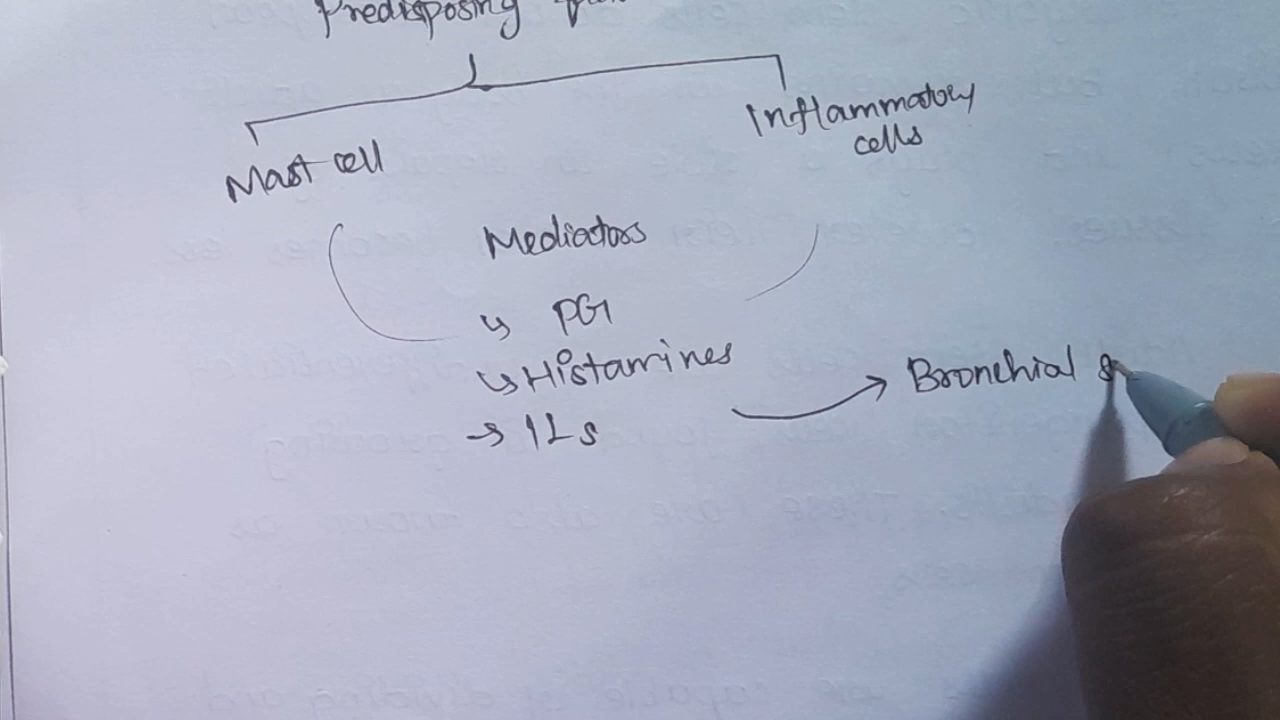 Predisposing
Mast cell
Inflammatory
cells
Mediators
↳ PG
↳ Histamines
→ ILs
Bronchial